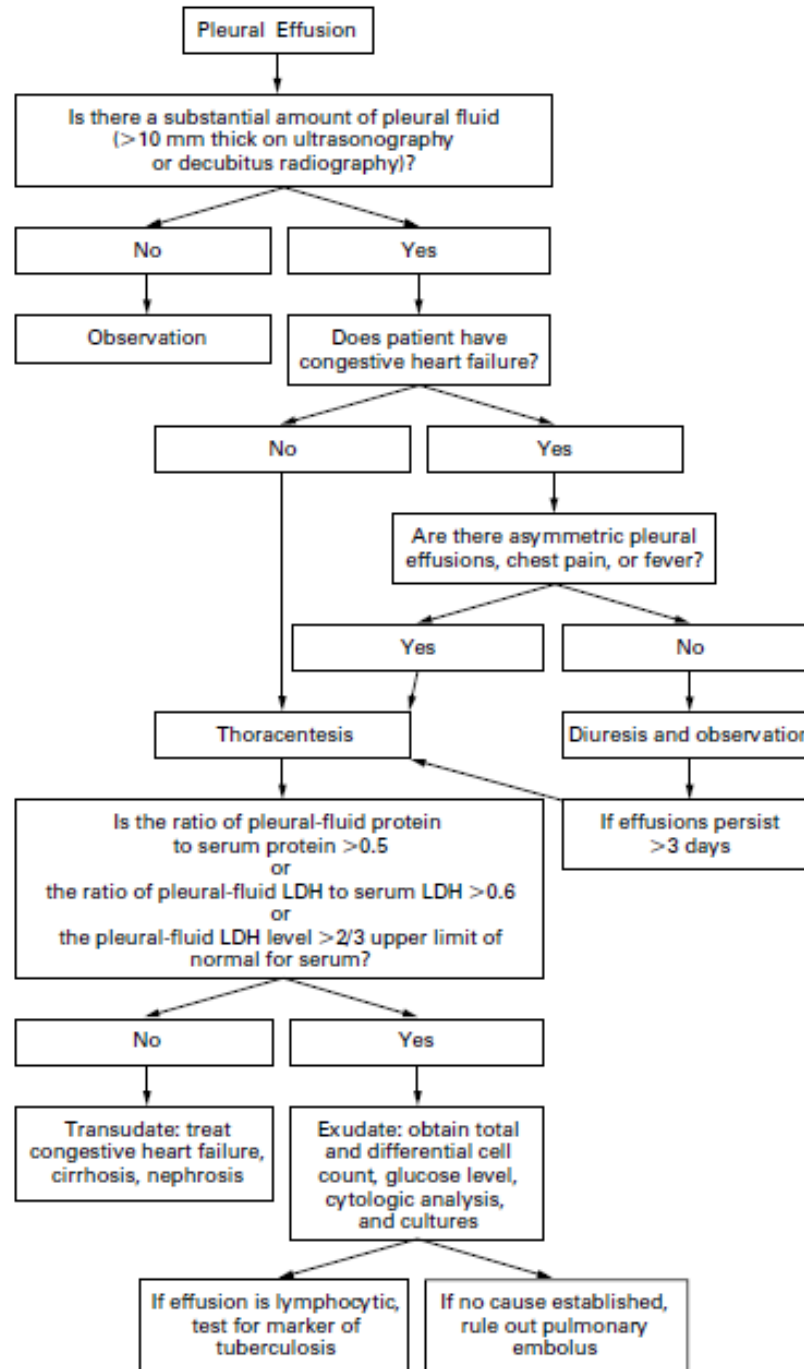 Pleural Effusion
Is there a substantial amount of pleural fluid
(>10 mm thick on ultrasonography
or decubitus radiography)?
No
Yes
Observation
Does patient have
congestive heart failure?
No
Yes
Are there asymmetric pleural
effusions, chest pain, or fever?
Yes
No
Thoracentesis
Diuresis and observation
Is the ratio of pleural-fluid protein
to serum protein >0.5
or
the ratio of pleural-fluid LDH to serum LDH >0.6
or
the pleural-fluid LDH level >2/3 upper limit of
normal for serum?
If effusions persist
>3 days
No
Yes
Transudate: treat
congestive heart failure,
cirrhosis, nephrosis
Exudate: obtain total
and differential cell
count, glucose level,
cytologic analysis,
and cultures
If effusion is lymphocytic,
test for marker of
tuberculosis
If no cause established,
rule out pulmonary
embolus